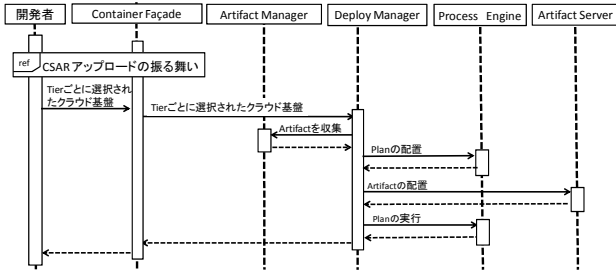 開発者
Container Façade
Artifact Manager
Deploy Manager
Process Engine
Artifact Server
ref
CSARアップロードの振る舞い
Tierごとに選択され
たクラウド基盤
Tierごとに選択されたクラウド基盤
Artifactを収集
Planの配置
Artifactの配置
Planの実行